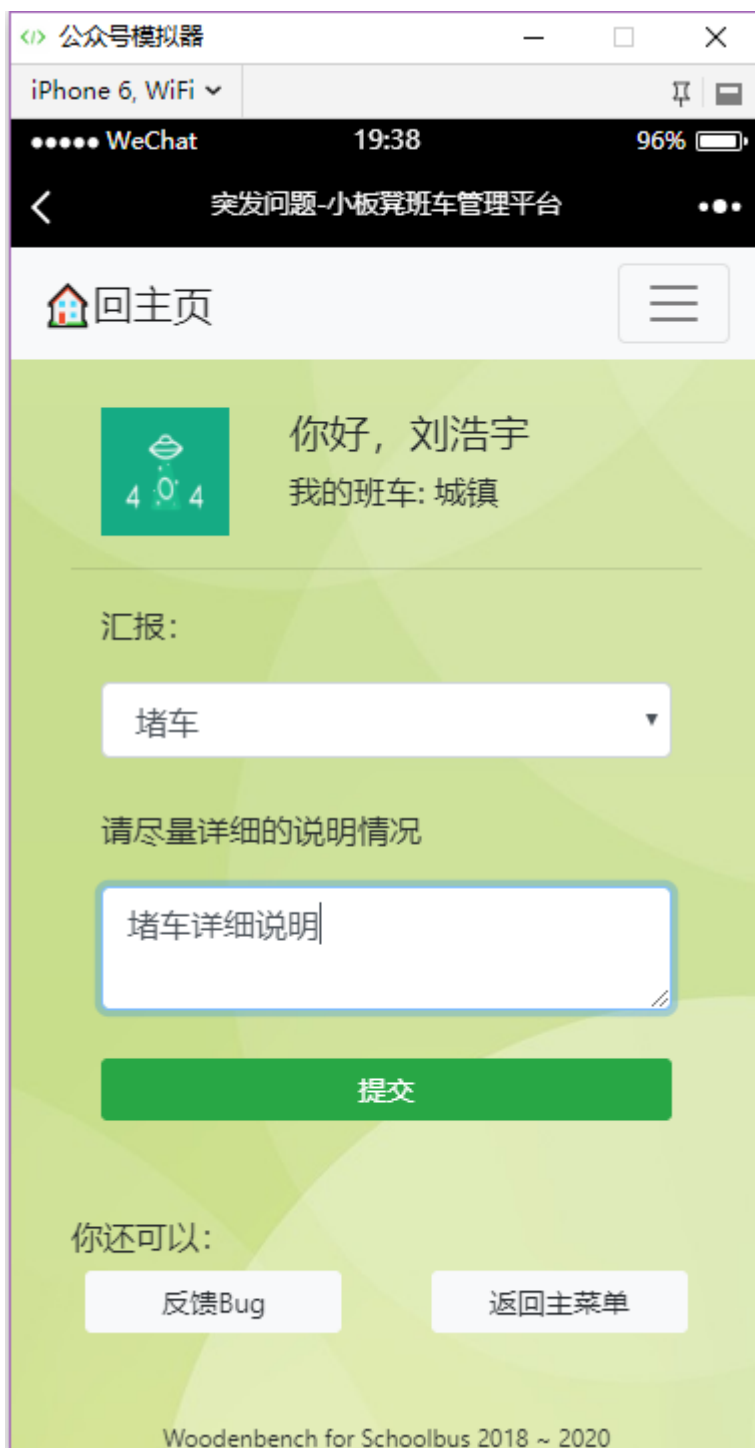 公众号模拟器
iPhone 6, WiFi
WeChat 19:38 96%
突发问题-小板凳班车管理平台
回主页
你好，刘浩宇
4 0 4
我的班车: 城镇
汇报：
堵车
请尽量详细的说明情况
堵车详细说明
提交
你还可以：
反馈Bug 返回主菜单
Woodenbench for Schoolbus 2018 ~ 2020